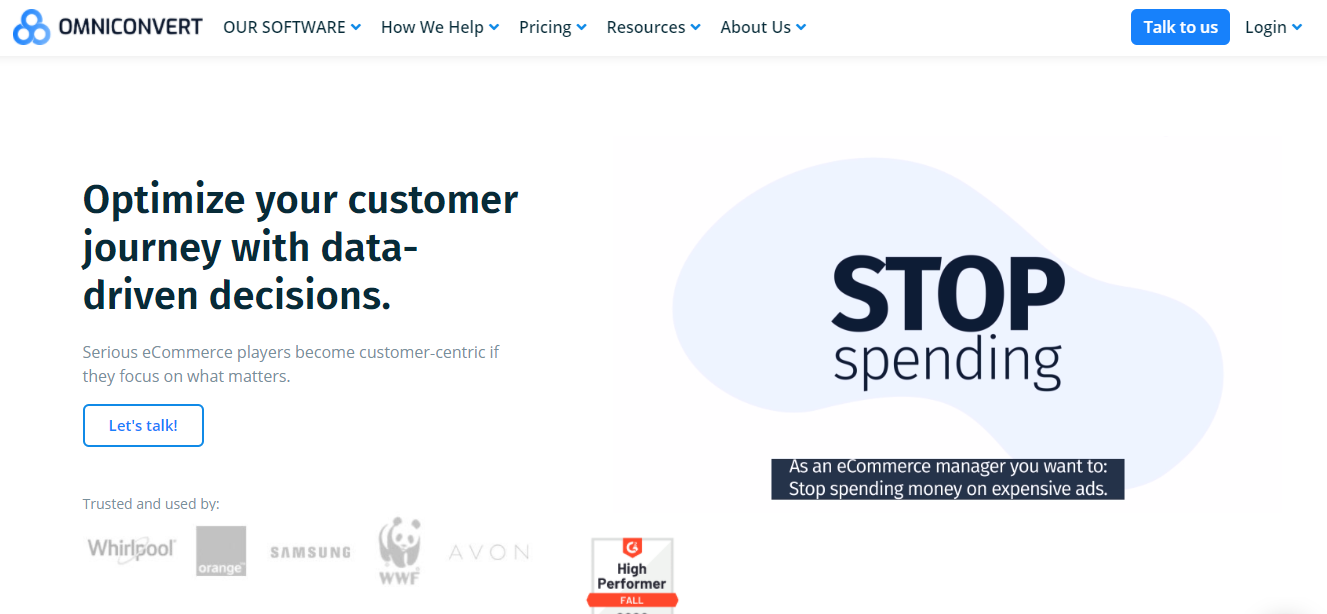 OMNICONVERT
OUR SOFTWARE
How We Help
Pricing
Resources
About Us
Talk to us
Login
Optimize your customer
journey with data-
driven decisions.
Serious eCommerce players become customer-centric if
they focus on what matters.
Let's talk!
STOP
spending
As an eCommerce manager you want to:
Stop spending money on expensive ads.
Trusted and used by:
Whirlpool
orange™
SAMSUNG
WWF
AVON
High
Performer
FALL